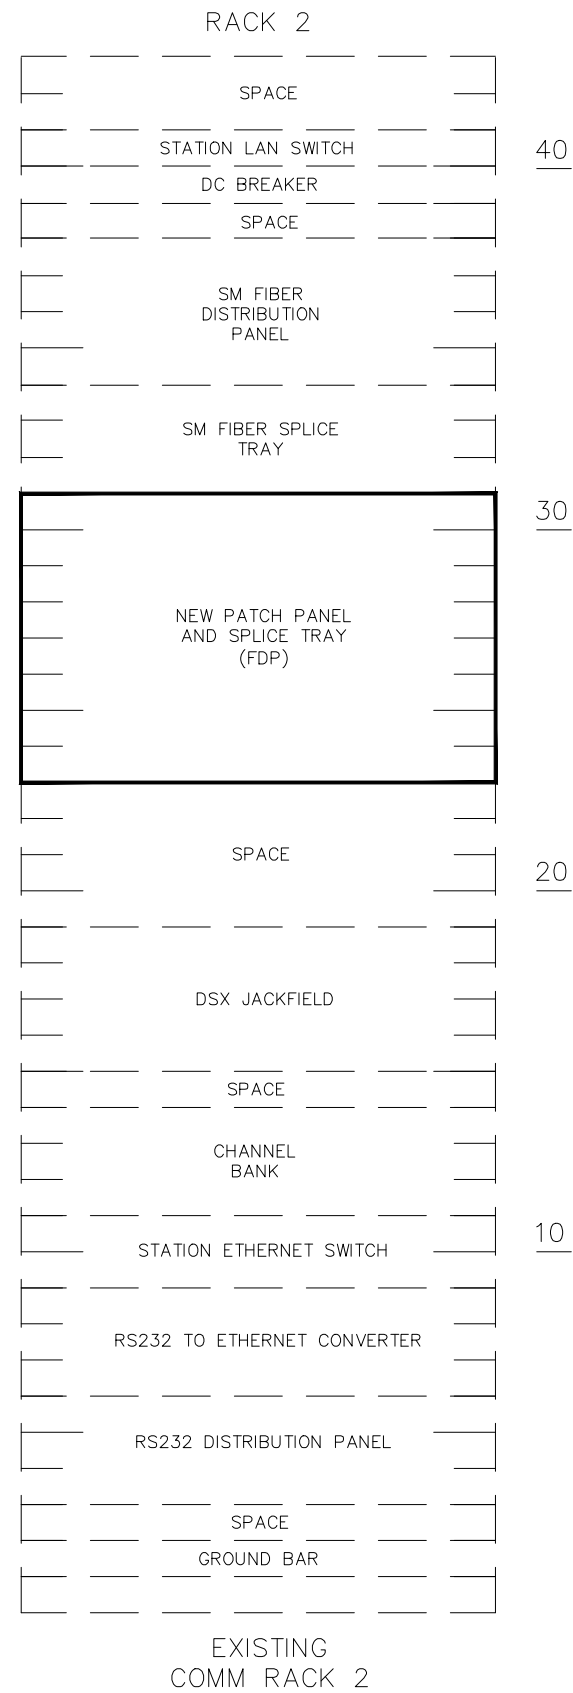 RACK 2
SPACE
STATION LAN SWITCH
40
DC BREAKER
SPACE
SM FIBER
DISTRIBUTION
PANEL
SM FIBER SPLICE
TRAY
30
NEW PATCH PANEL
AND SPLICE TRAY
(FDP)
SPACE
20
DSX JACKFIELD
SPACE
CHANNEL
BANK
10
STATION ETHERNET SWITCH
RS232 TO ETHERNET CONVERTER
RS232 DISTRIBUTION PANEL
SPACE
GROUND BAR
EXISTING
COMM RACK 2